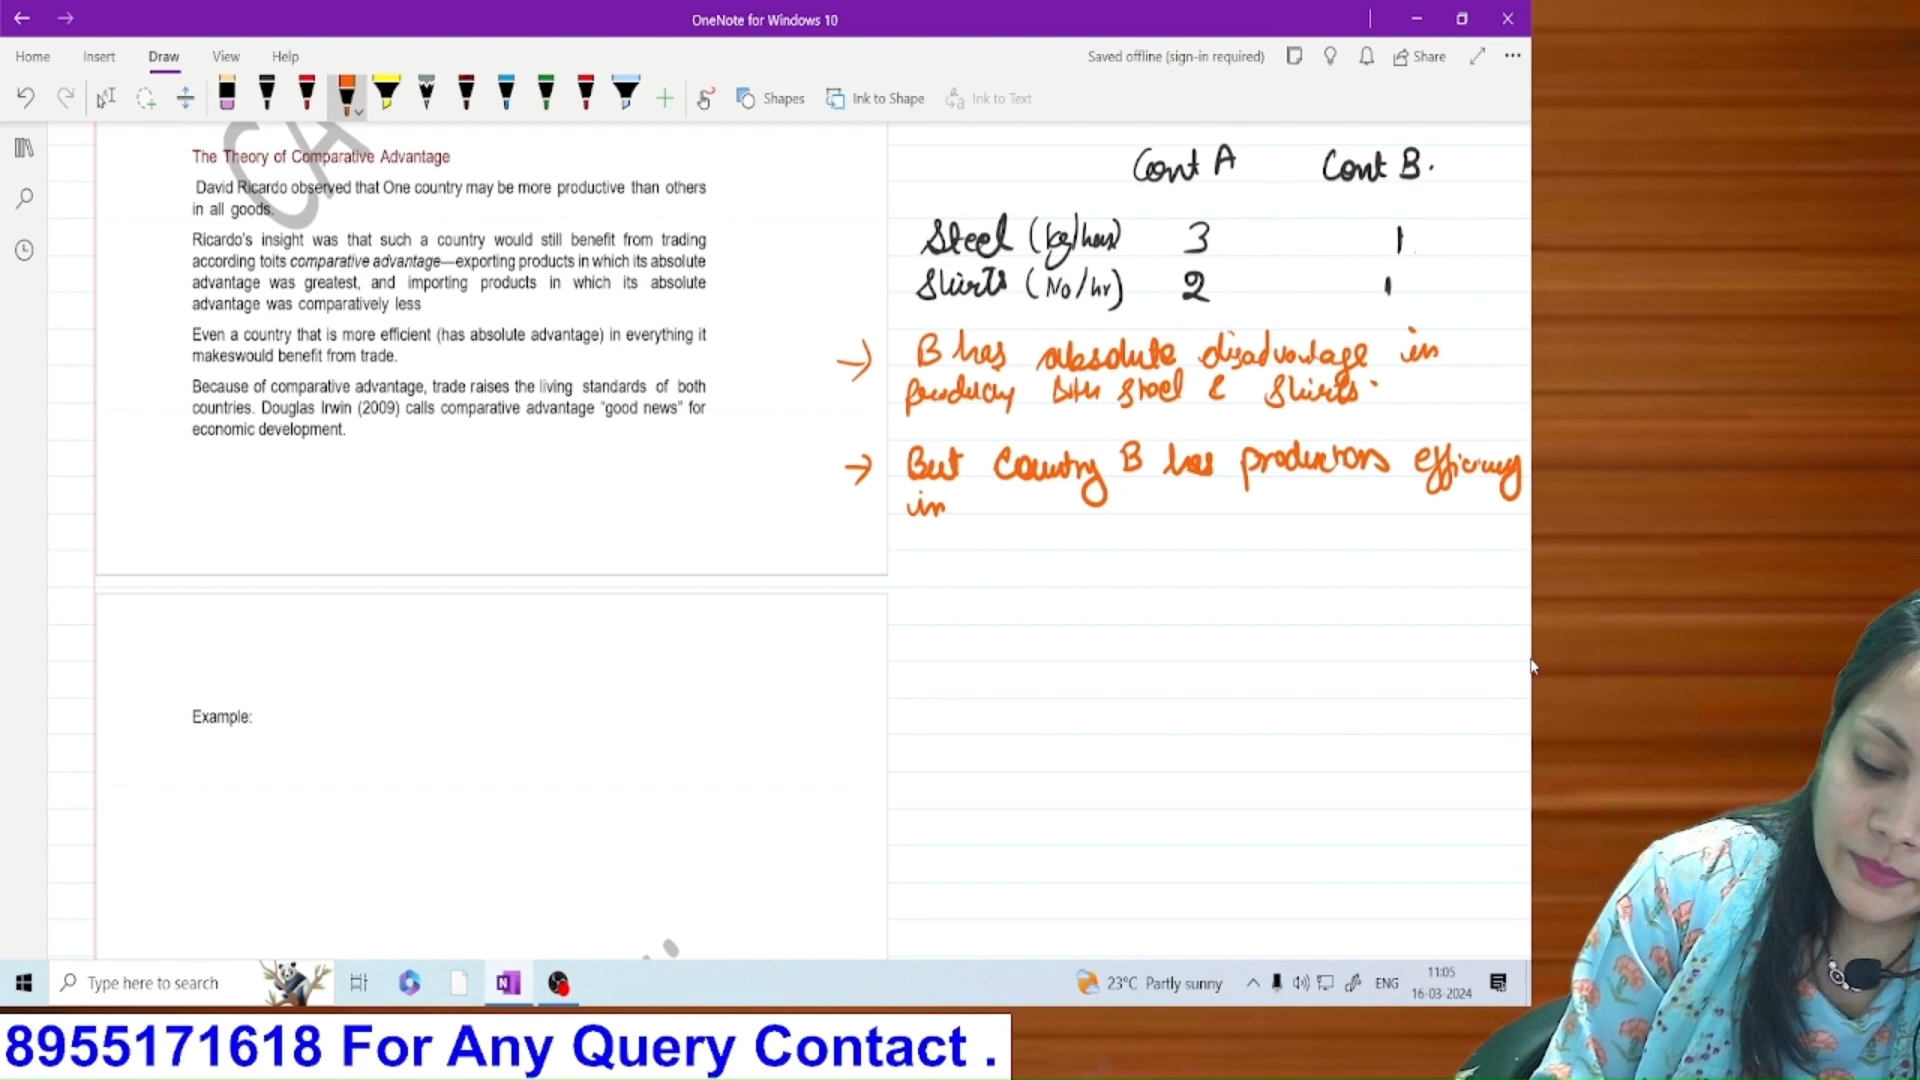 OneNote for Windows 10
Home Insert Draw View Help Saved offline (sign-in required) Share
Shapes Ink to Shape Ink to Text
CA
The Theory of Comparative Advantage
David Ricardo observed that One country may be more productive than others
in all goods.
Ricardo's insight was that such a country would still benefit from trading
according toits comparative advantage—exporting products in which its absolute
advantage was greatest, and importing products in which its absolute
advantage was comparatively less
Even a country that is more efficient (has absolute advantage) in everything it
makeswould benefit from trade.
Because of comparative advantage, trade raises the living standards of both
countries. Douglas Irwin (2009) calls comparative advantage "good news" for
economic development.
Example:
Cont A Cont B.
Steel (kg/hour) 3 1
Shirts (No/hr) 2 1
→ B has absolute disadvantage in
both Steel & Shirts.
→ But Country B has efficiency
in
Type here to search 23°C Partly sunny ENG 11:05
16-03-2024
8955171618 For Any Query Contact .